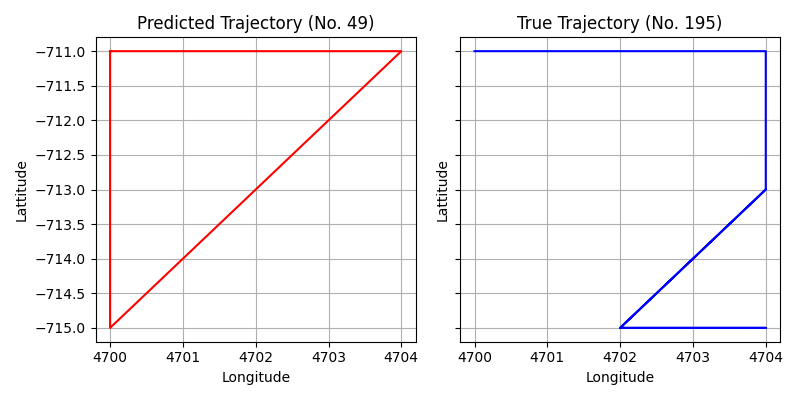 Predicted Trajectory (No. 49)
True Trajectory (No. 195)
−711.0
−711.5
−712.0
−712.5
−713.0
−713.5
−714.0
−714.5
−715.0
Lattitude
Lattitude
4700 4701 4702 4703 4704
4700 4701 4702 4703 4704
Longitude
Longitude